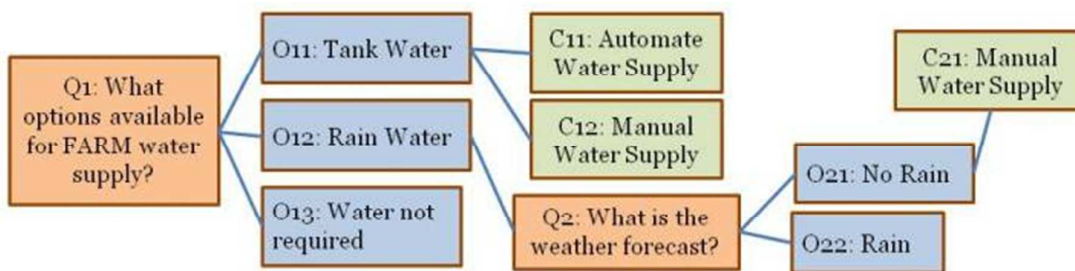 Q1: What
options available
for FARM water
supply?
O11: Tank Water
O12: Rain Water
O13: Water not
required
C11: Automate
Water Supply
C12: Manual
Water Supply
Q2: What is the
weather forecast?
O21: No Rain
O22: Rain
C21: Manual
Water Supply